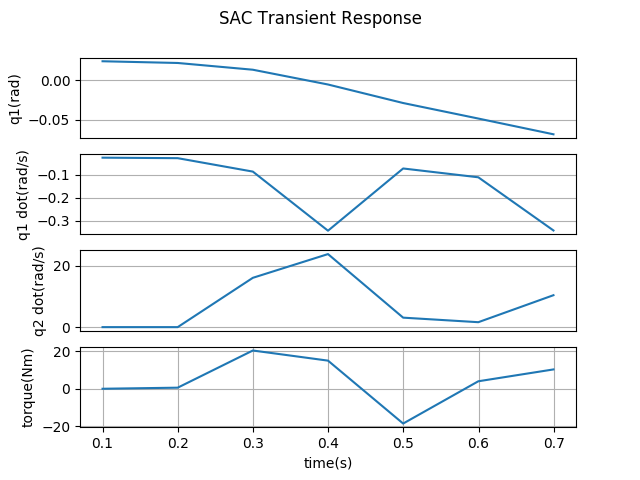 SAC Transient Response
0.00
−0.05
q1(rad)
−0.1
−0.2
−0.3
q1 dot(rad/s)
20
0
q2 dot(rad/s)
20
0
−20
torque(Nm)
0.1 0.2 0.3 0.4 0.5 0.6 0.7
time(s)